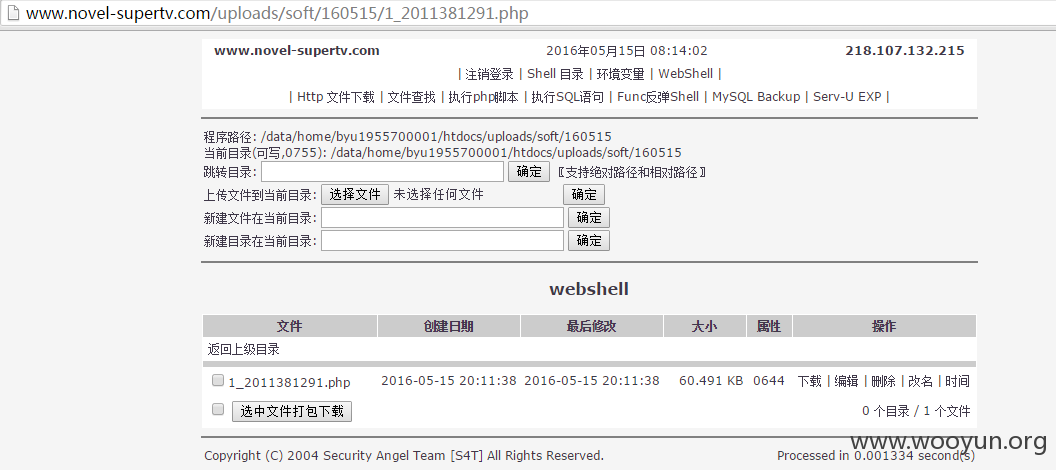 www.novel-supertv.com/uploads/soft/160515/1_2011381291.php
www.novel-supertv.com 2016年05月15日 08:14:02 218.107.132.215
| 注销登录 | Shell 目录 | 环境变量 | WebShell |
| Http 文件下载 | 文件查找 | 执行php脚本 | 执行SQL语句 | Func反弹Shell | MySQL Backup | Serv-U EXP |
程序路径: /data/home/byu1955700001/htdocs/uploads/soft/160515
当前目录(可写,0755): /data/home/byu1955700001/htdocs/uploads/soft/160515
跳转目录: 确定 〖支持绝对路径和相对路径〗
上传文件到当前目录: 选择文件 未选择任何文件 确定
新建文件在当前目录: 确定
新建目录在当前目录: 确定
webshell
文件 创建日期 最后修改 大小 属性 操作
返回上级目录
1_2011381291.php 2016-05-15 20:11:38 2016-05-15 20:11:38 60.491 KB 0644 下载 | 编辑 | 删除 | 改名 | 时间
选中文件打包下载 0 个目录 / 1 个文件
www.wooyun.org
Copyright (C) 2004 Security Angel Team [S4T] All Rights Reserved. Processed in 0.001334 second(s)